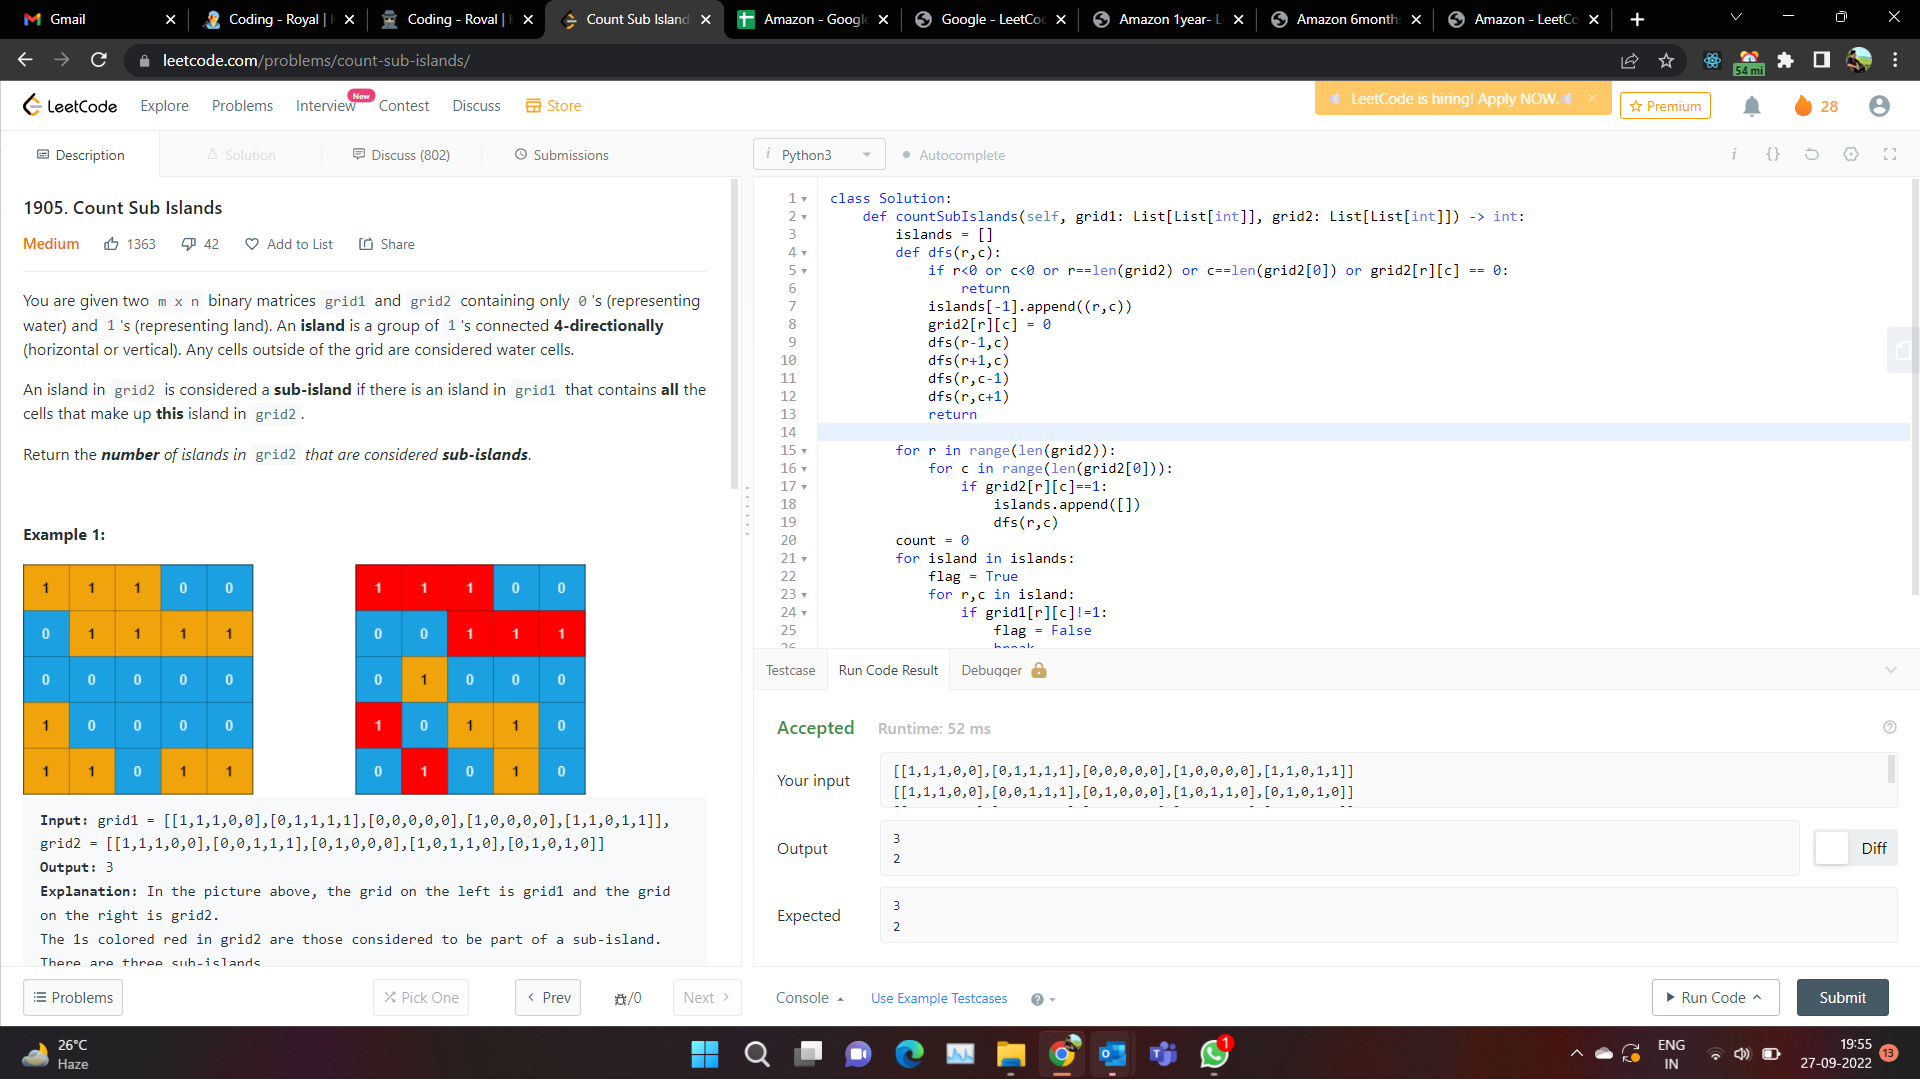 Gmail
Coding - Royal |
Coding - Royal |
Count Sub Island
Amazon - Google
Google - LeetCo
Amazon 1year- L
Amazon 6month
Amazon - LeetCo
leetcode.com/problems/count-sub-islands/
54 mi
LeetCode
Explore
Problems
Interview
New
Contest
Discuss
Store
LeetCode is hiring! Apply NOW.
Premium
28
Description
Solution
Discuss (802)
Submissions
i Python3
Autocomplete
1905. Count Sub Islands
Medium 1363 42 Add to List Share
You are given two m x n binary matrices grid1 and grid2 containing only 0 's (representing
water) and 1 's (representing land). An island is a group of 1 's connected 4-directionally
(horizontal or vertical). Any cells outside of the grid are considered water cells.
An island in grid2 is considered a sub-island if there is an island in grid1 that contains all the
cells that make up this island in grid2 .
Return the number of islands in grid2 that are considered sub-islands.
Example 1:
1 1 1 0 0
0 1 1 1 1
0 0 0 0 0
1 0 0 0 0
1 1 0 1 1
1 1 1 0 0
0 0 1 1 1
0 1 0 0 0
1 0 1 1 0
0 1 0 1 0
Input: grid1 = [[1,1,1,0,0],[0,1,1,1,1],[0,0,0,0,0],[1,0,0,0,0],[1,1,0,1,1]],
grid2 = [[1,1,1,0,0],[0,0,1,1,1],[0,1,0,0,0],[1,0,1,1,0],[0,1,0,1,0]]
Output: 3
Explanation: In the picture above, the grid on the left is grid1 and the grid
on the right is grid2.
The 1s colored red in grid2 are those considered to be part of a sub-island.
There are three sub-islands
1 class Solution:
2 def countSubIslands(self, grid1: List[List[int]], grid2: List[List[int]]) -> int:
3 islands = []
4 def dfs(r,c):
5 if r<0 or c<0 or r==len(grid2) or c==len(grid2[0]) or grid2[r][c] == 0:
6 return
7 islands[-1].append((r,c))
8 grid2[r][c] = 0
9 dfs(r-1,c)
10 dfs(r+1,c)
11 dfs(r,c-1)
12 dfs(r,c+1)
13 return
14
15 for r in range(len(grid2)):
16 for c in range(len(grid2[0])):
17 if grid2[r][c]==1:
18 islands.append([])
19 dfs(r,c)
20 count = 0
21 for island in islands:
22 flag = True
23 for r,c in island:
24 if grid1[r][c]!=1:
25 flag = False
26 break
Testcase
Run Code Result
Debugger
Accepted Runtime: 52 ms
Your input
[[1,1,1,0,0],[0,1,1,1,1],[0,0,0,0,0],[1,0,0,0,0],[1,1,0,1,1]]
[[1,1,1,0,0],[0,0,1,1,1],[0,1,0,0,0],[1,0,1,1,0],[0,1,0,1,0]]
Output
3
2
Diff
Expected
3
2
Problems
Pick One
Prev
/0
Next
Console
Use Example Testcases
Run Code
Submit
26°C
Haze
1
ENG
IN
19:55
27-09-2022
13